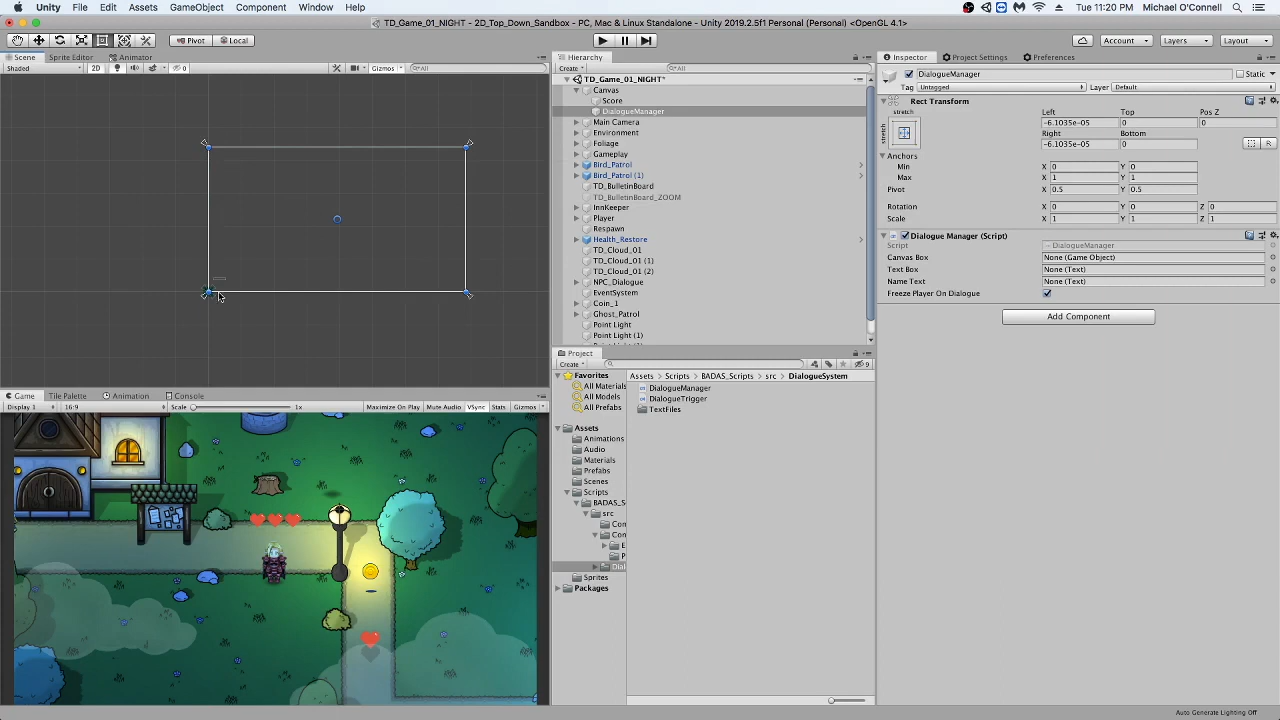 Unity File Edit Assets GameObject Component Window Help Tue 11:20 PM Michael O'Connell
TD_Game_01_NIGHT - 2D_Top_Down_Sandbox - PC, Mac & Linux Standalone - Unity 2019.2.5f1 Personal (Personal) <OpenGL 4.1>
Pivot Local Account Layers Layout
Scene Sprite Editor Animator
Shaded 2D 0 Gizmos All
Hierarchy
Create All
TD_Game_01_NIGHT*
Canvas
Score
DialogueManager
Main Camera
Environment
Foliage
Gameplay
Bird_Patrol
Bird_Patrol (1)
TD_BulletinBoard
TD_BulletinBoard_ZOOM
InnKeeper
Player
Respawn
Health_Restore
TD_Cloud_01
TD_Cloud_01 (1)
TD_Cloud_01 (2)
NPC_Dialogue
EventSystem
Coin_1
Ghost_Patrol
Point Light
Point Light (1)
Inspector Project Settings Preferences
DialogueManager Static
Tag Untagged Layer Default
Rect Transform
stretch Left Top Pos Z
-6.1035e-05 0 0
stretch Right Bottom
-6.1035e-05 0
Anchors
Min X 0 Y 0
Max X 1 Y 1
Pivot X 0.5 Y 0.5
Rotation X 0 Y 0 Z 0
Scale X 1 Y 1 Z 1
R
Dialogue Manager (Script)
Script DialogueManager
Canvas Box None (Game Object)
Text Box None (Text)
Name Text None (Text)
Freeze Player On Dialogue
Add Component
Project
Create 9
Favorites
All Materials
All Models
All Prefabs
Assets
Animations
Audio
Materials
Prefabs
Scenes
Scripts
BADAS_S
src
Con
Con
E
P
Dial
Sprites
Packages
Assets Scripts BADAS_Scripts src DialogueSystem
DialogueManager
DialogueTrigger
TextFiles
Game Tile Palette Animation Console
Display 1 16:9 Scale 1x Maximize On Play Mute Audio VSync Stats Gizmos
Auto Generate Lighting Off